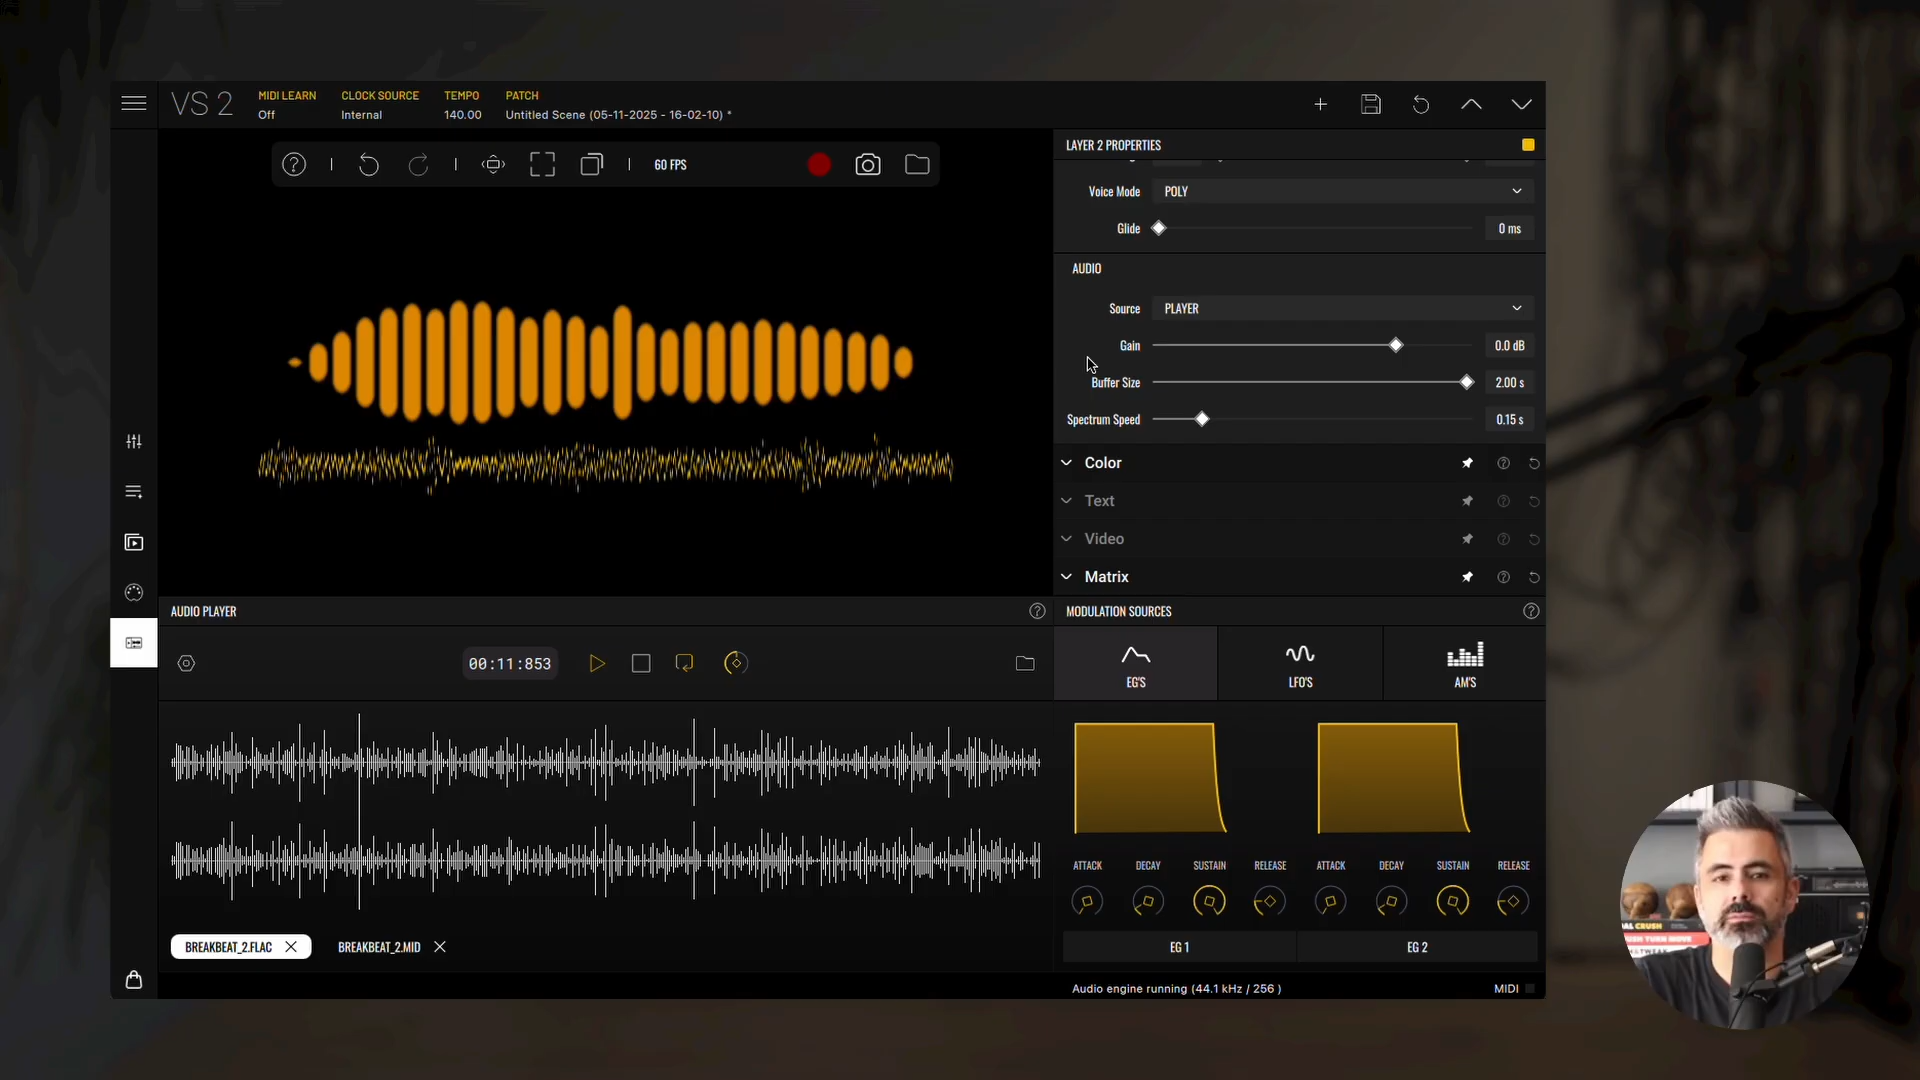 VS 2
MIDI LEARN
Off
CLOCK SOURCE
Internal
TEMPO
140.00
PATCH
Untitled Scene (05-11-2025 - 16-02-10) *
60 FPS
LAYER 2 PROPERTIES
Voice Mode POLY
Glide 0 ms
AUDIO
Source PLAYER
Gain 0.0 dB
Buffer Size 2.00 s
Spectrum Speed 0.15 s
Color
Text
Video
Matrix
AUDIO PLAYER
00:11:853
BREAKBEAT_2.FLAC
BREAKBEAT_2.MID
MODULATION SOURCES
EG'S
LFO'S
AM'S
ATTACK DECAY SUSTAIN RELEASE ATTACK DECAY SUSTAIN RELEASE
EG 1
EG 2
Audio engine running (44.1 kHz / 256 )
MIDI